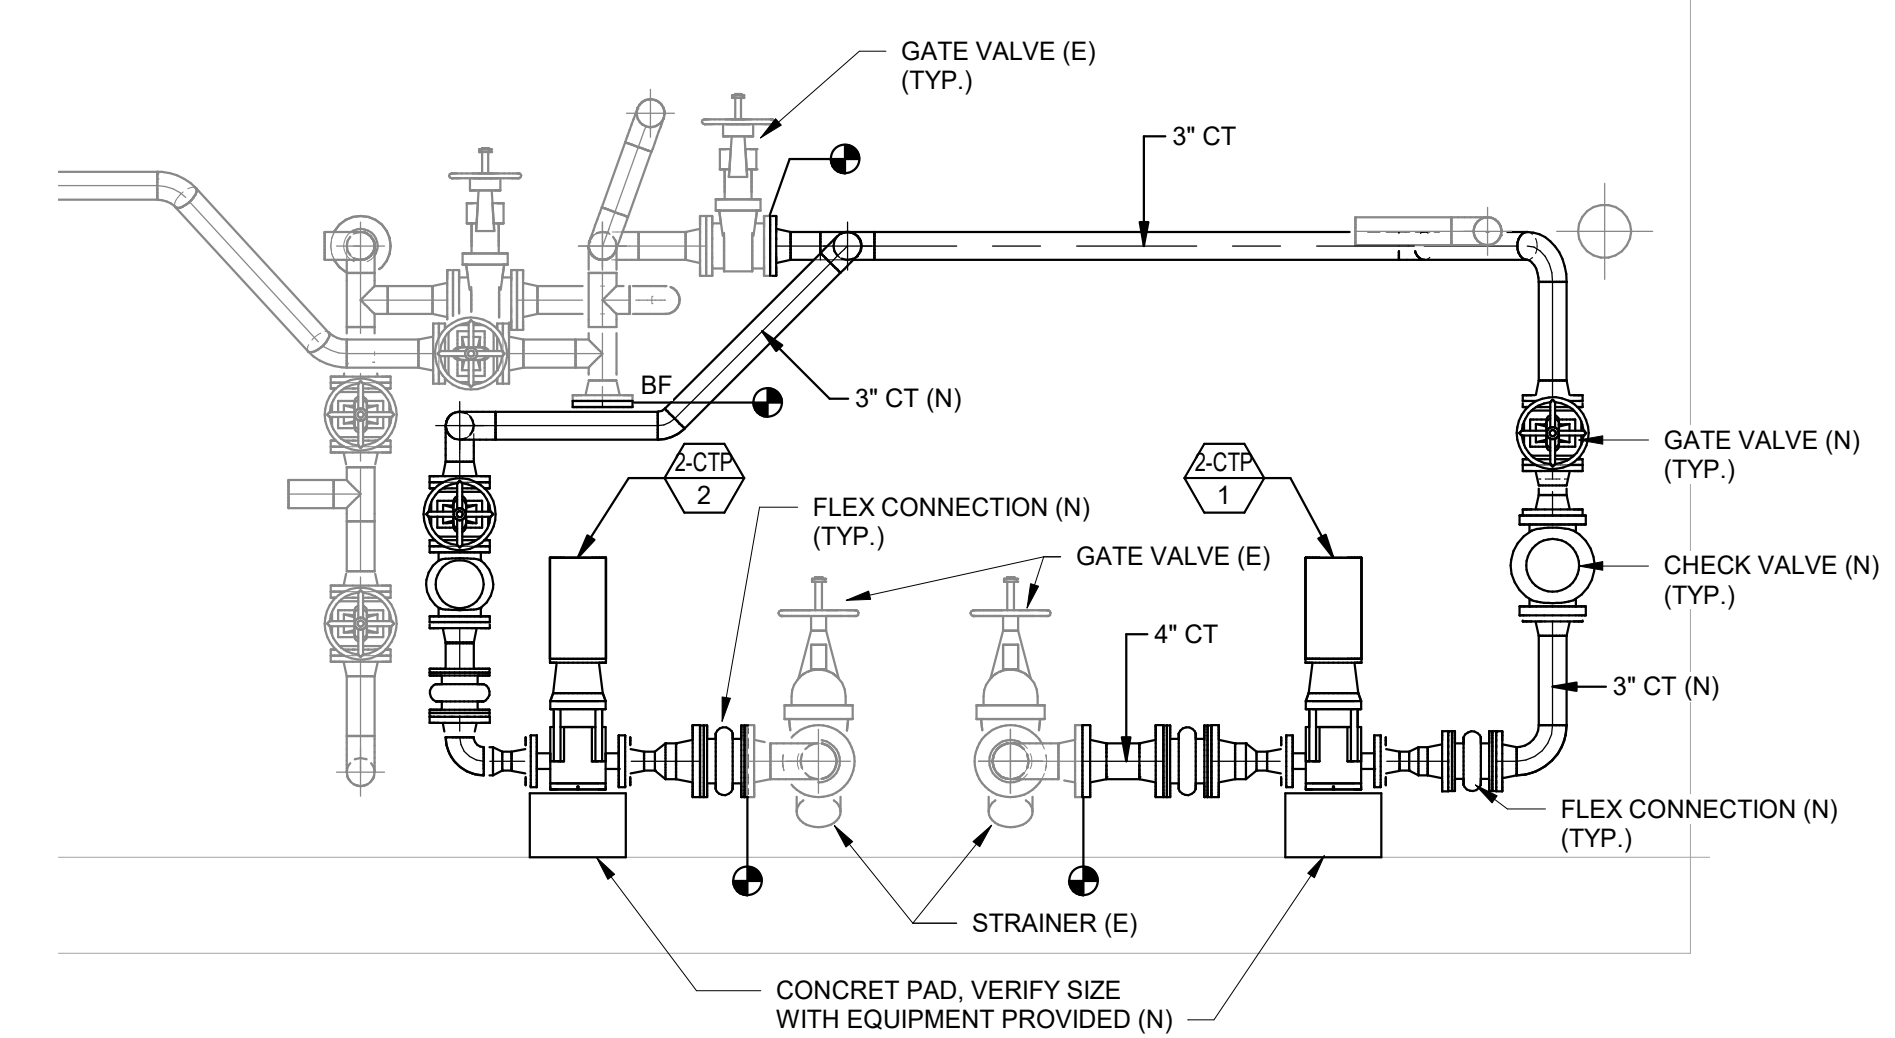 GATE VALVE (E)
(TYP.)
3" CT
BF
3" CT (N)
GATE VALVE (N)
(TYP.)
2-CTP
2
2-CTP
1
FLEX CONNECTION (N)
(TYP.)
GATE VALVE (E)
CHECK VALVE (N)
(TYP.)
4" CT
3" CT (N)
FLEX CONNECTION (N)
(TYP.)
STRAINER (E)
CONCRET PAD, VERIFY SIZE
WITH EQUIPMENT PROVIDED (N)